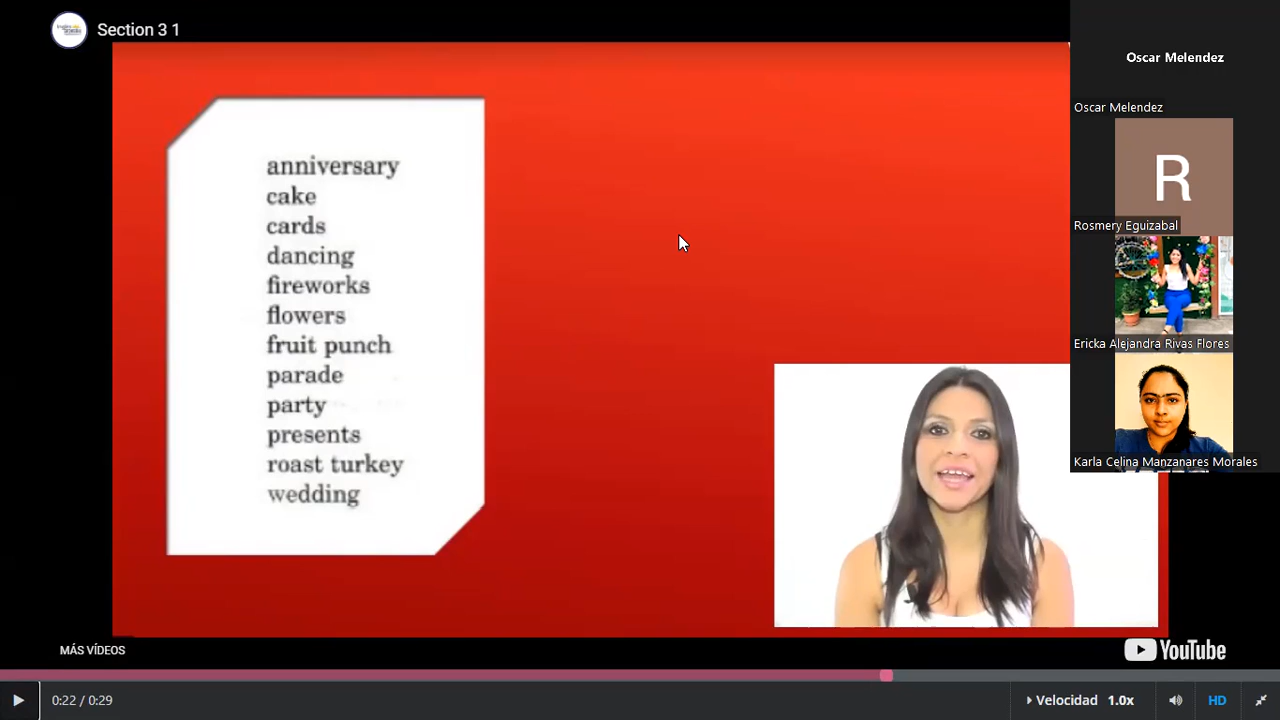 Section 3 1
anniversary
cake
cards
dancing
fireworks
flowers
fruit punch
parade
party
presents
roast turkey
wedding
Oscar Melendez
Oscar Melendez
R
Rosmery Eguizabal
Ericka Alejandra Rivas Flores
Karla Celina Manzanares Morales
MÁS VÍDEOS
YouTube
0:22 / 0:29
Velocidad 1.0x
HD